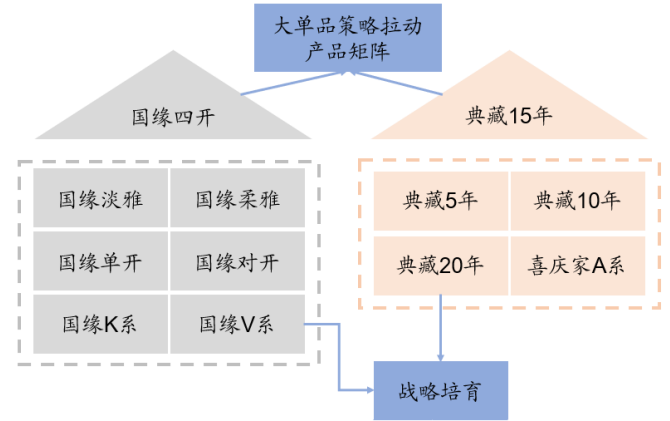 大单品策略拉动
产品矩阵
国缘四开
典藏15年
国缘淡雅
国缘柔雅
国缘单开
国缘对开
国缘K系
国缘V系
典藏5年
典藏10年
典藏20年
喜庆家A系
战略培育